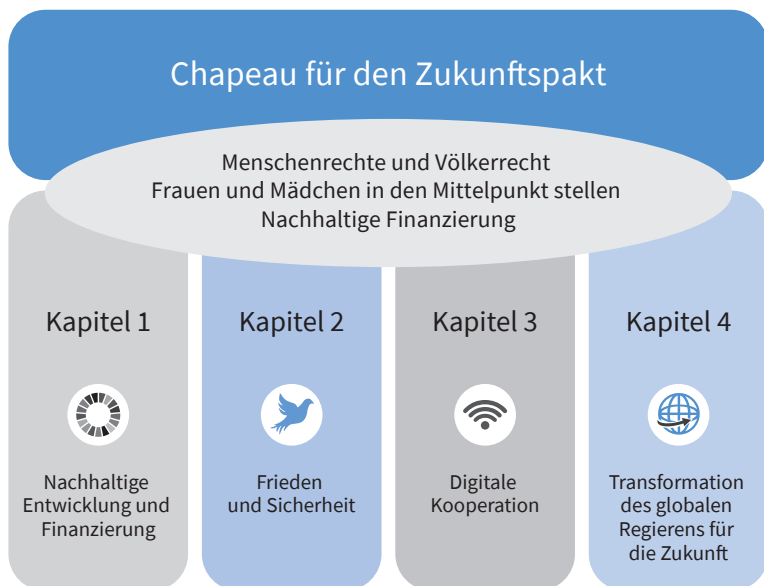 Chapeau für den Zukunftspakt
Menschenrechte und Völkerrecht
Frauen und Mädchen in den Mittelpunkt stellen
Nachhaltige Finanzierung
Kapitel 1
Nachhaltige
Entwicklung und
Finanzierung
Kapitel 2
Frieden
und Sicherheit
Kapitel 3
Digitale
Kooperation
Kapitel 4
Transformation
des globalen
Regierens für
die Zukunft